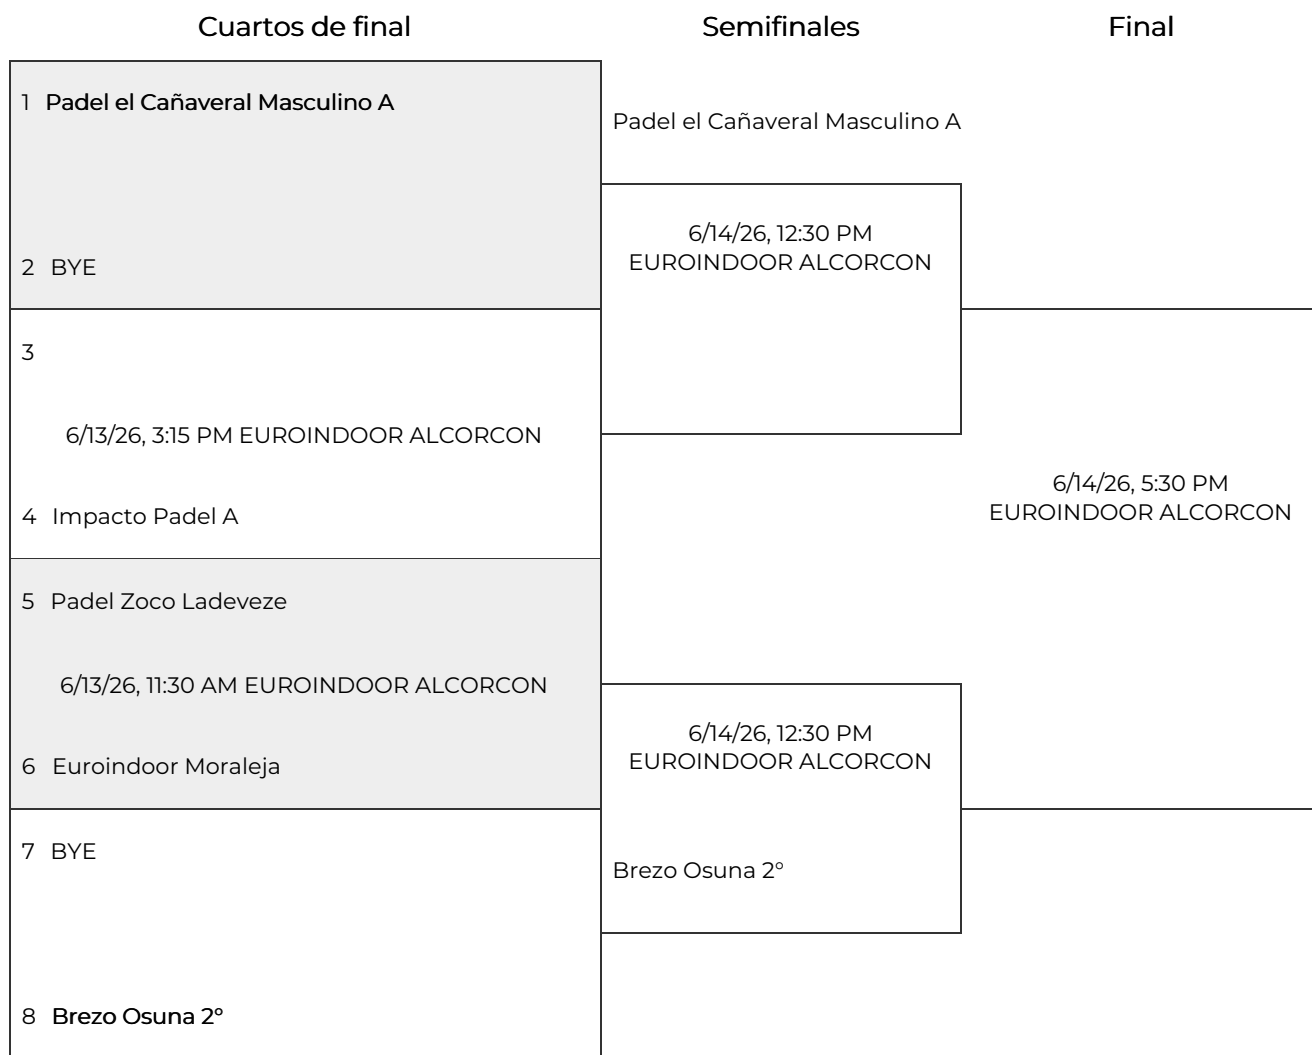 Cuartos de final
Semifinales
Final
1 Padel el Cañaveral Masculino A
2 BYE
3
6/13/26, 3:15 PM EUROINDOOR ALCORCON
4 Impacto Padel A
5 Padel Zoco Ladeveze
6/13/26, 11:30 AM EUROINDOOR ALCORCON
6 Euroindoor Moraleja
7 BYE
8 Brezo Osuna 2º
Padel el Cañaveral Masculino A
6/14/26, 12:30 PM
EUROINDOOR ALCORCON
6/14/26, 12:30 PM
EUROINDOOR ALCORCON
Brezo Osuna 2º
6/14/26, 5:30 PM
EUROINDOOR ALCORCON